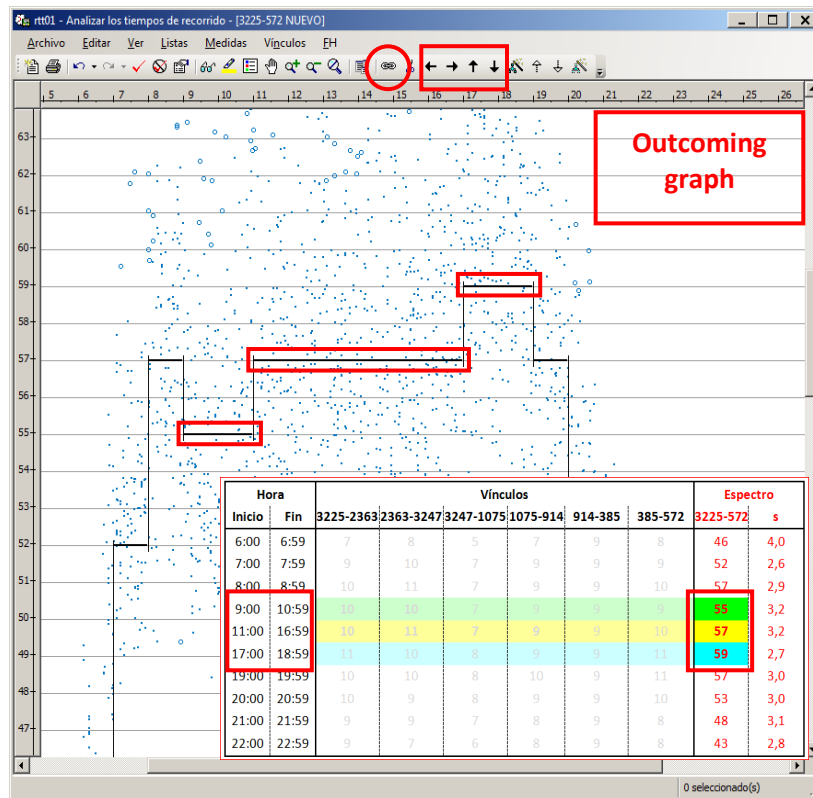 rtt01 - Analizar los tiempos de recorrido - [3225-572 NUEVO]
Archivo Editar Ver Listas Medidas Vínculos FH
5 6 7 8 9 10 11 12 13 14 15 16 17 18 19 20 21 22 23 24 25 26
Outcoming
graph
63
62
61
60
59
58
57
56
55
54
53
52
51
50
49
48
47
Hora Vínculos Espectro
Inicio Fin 3225-2363 2363-3247 3247-1075 1075-914 914-385 385-572 3225-572 s
6:00 6:59 7 8 5 7 9 8 46 4,0
7:00 7:59 9 10 7 9 9 9 52 2,6
8:00 8:59 10 11 7 9 9 10 57 2,9
9:00 10:59 10 10 7 9 9 9 55 3,2
11:00 16:59 10 11 7 9 9 10 57 3,2
17:00 18:59 11 10 8 9 9 11 59 2,7
19:00 19:59 10 10 8 10 9 11 57 3,0
20:00 20:59 10 9 8 9 9 10 53 3,0
21:00 21:59 9 9 7 8 9 8 48 3,1
22:00 22:59 9 7 6 8 9 8 43 2,8
0 seleccionado(s)